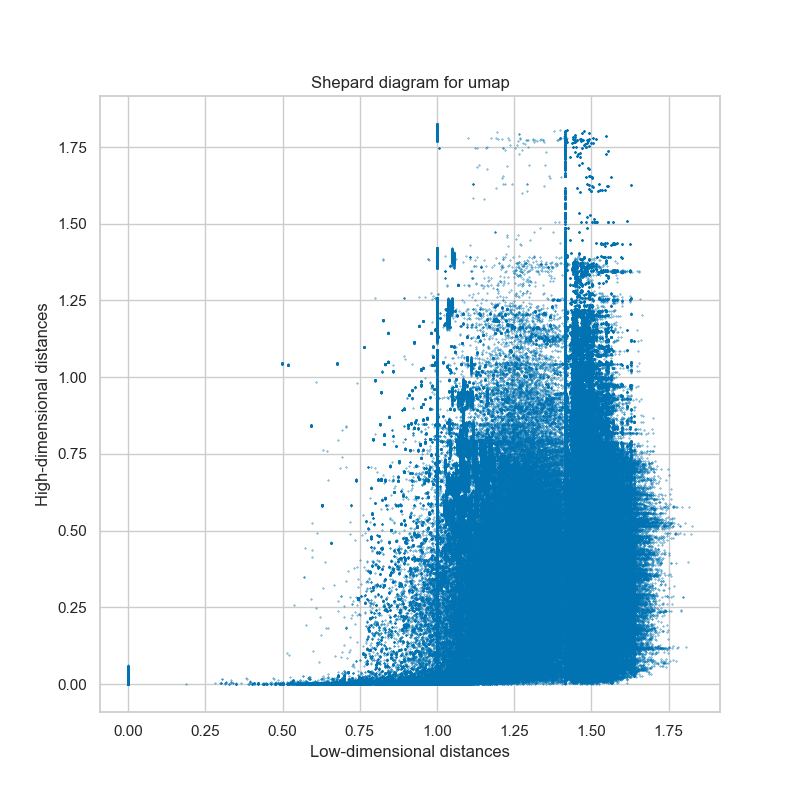 Shepard diagram for umap
High-dimensional distances
1.75
1.50
1.25
1.00
0.75
0.50
0.25
0.00
0.00 0.25 0.50 0.75 1.00 1.25 1.50 1.75
Low-dimensional distances